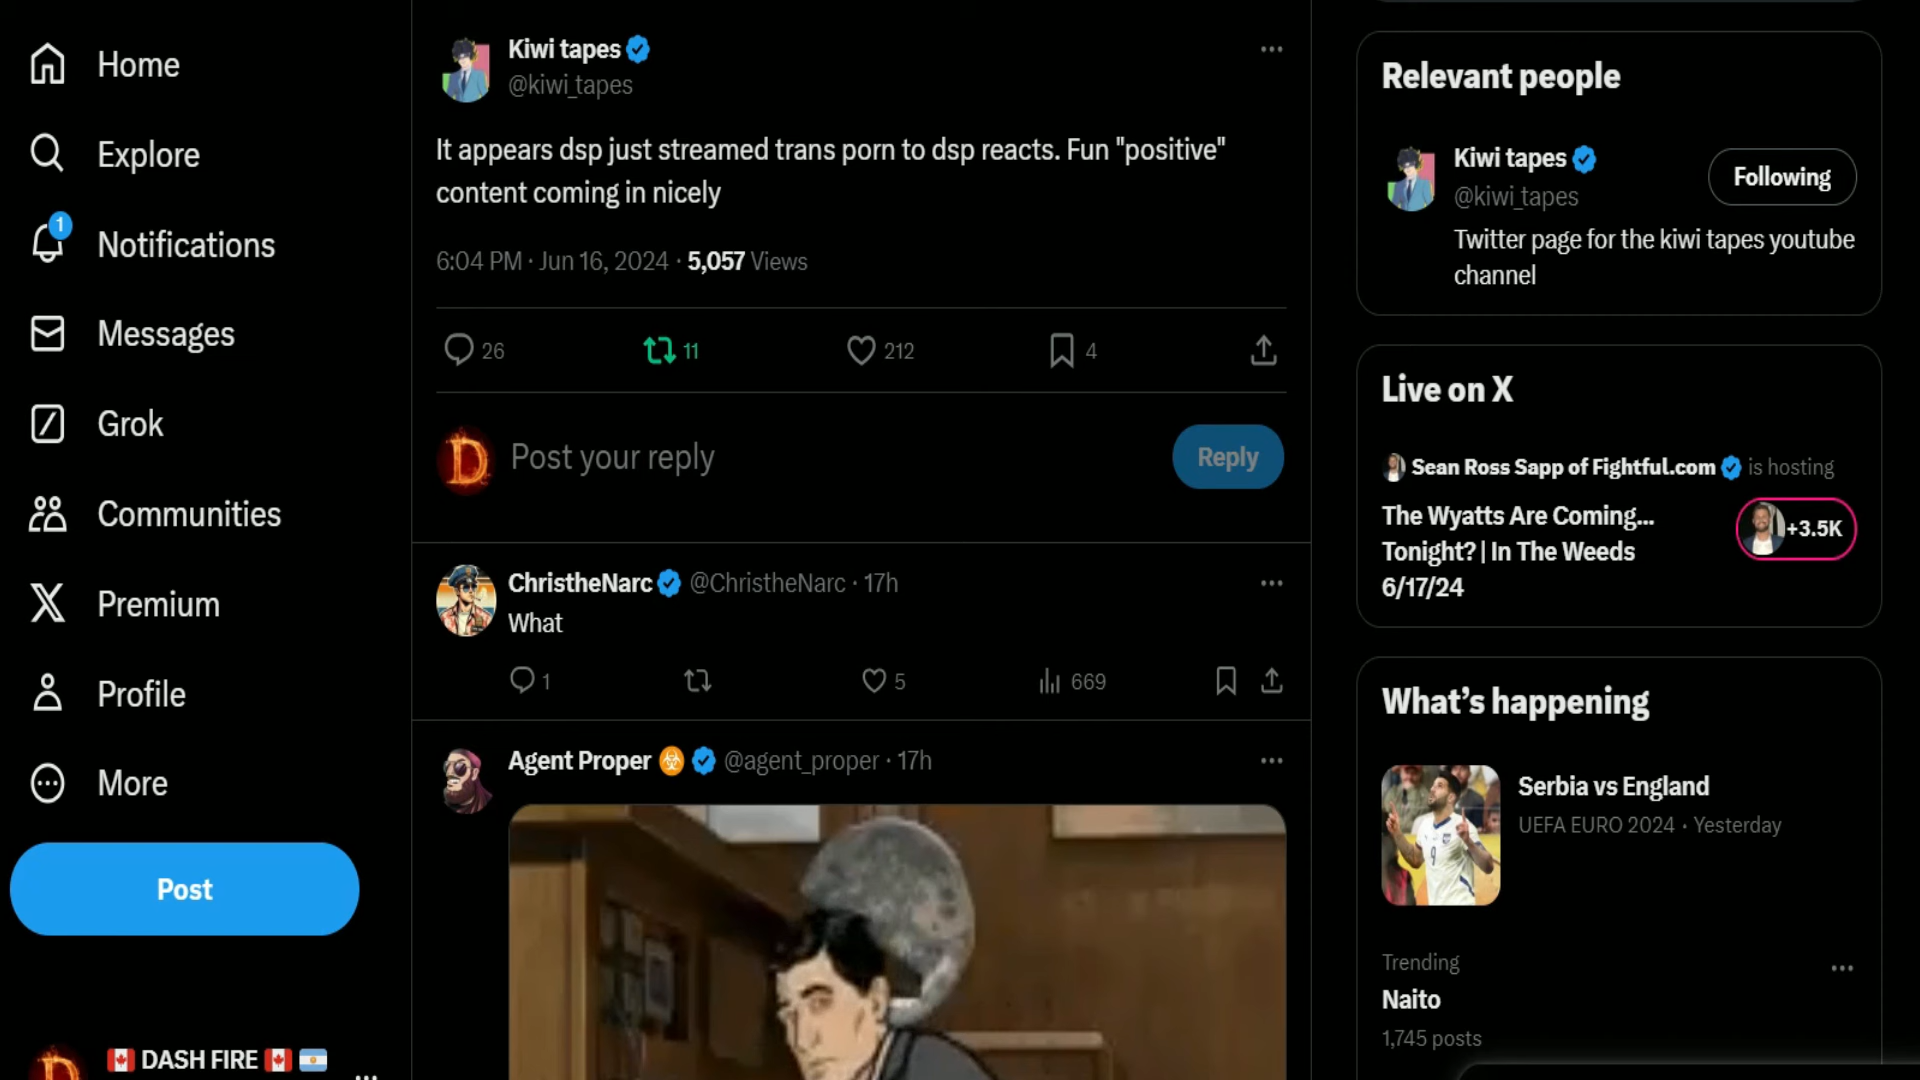 Home
Explore
1
Notifications
Messages
Grok
Communities
Premium
Profile
More
Post
DASH FIRE
Kiwi tapes
@kiwi_tapes
It appears dsp just streamed trans porn to dsp reacts. Fun "positive"
content coming in nicely
6:04 PM · Jun 16, 2024 · 5,057 Views
26 11 212 4
D Post your reply Reply
ChristheNarc @ChristheNarc · 17h
What
1 5 669
Agent Proper @agent_proper · 17h
Relevant people
Kiwi tapes
@kiwi_tapes
Following
Twitter page for the kiwi tapes youtube
channel
Live on X
Sean Ross Sapp of Fightful.com is hosting
The Wyatts Are Coming...
Tonight? | In The Weeds
6/17/24
+3.5K
What's happening
Serbia vs England
UEFA EURO 2024 · Yesterday
9
Trending
Naito
1,745 posts